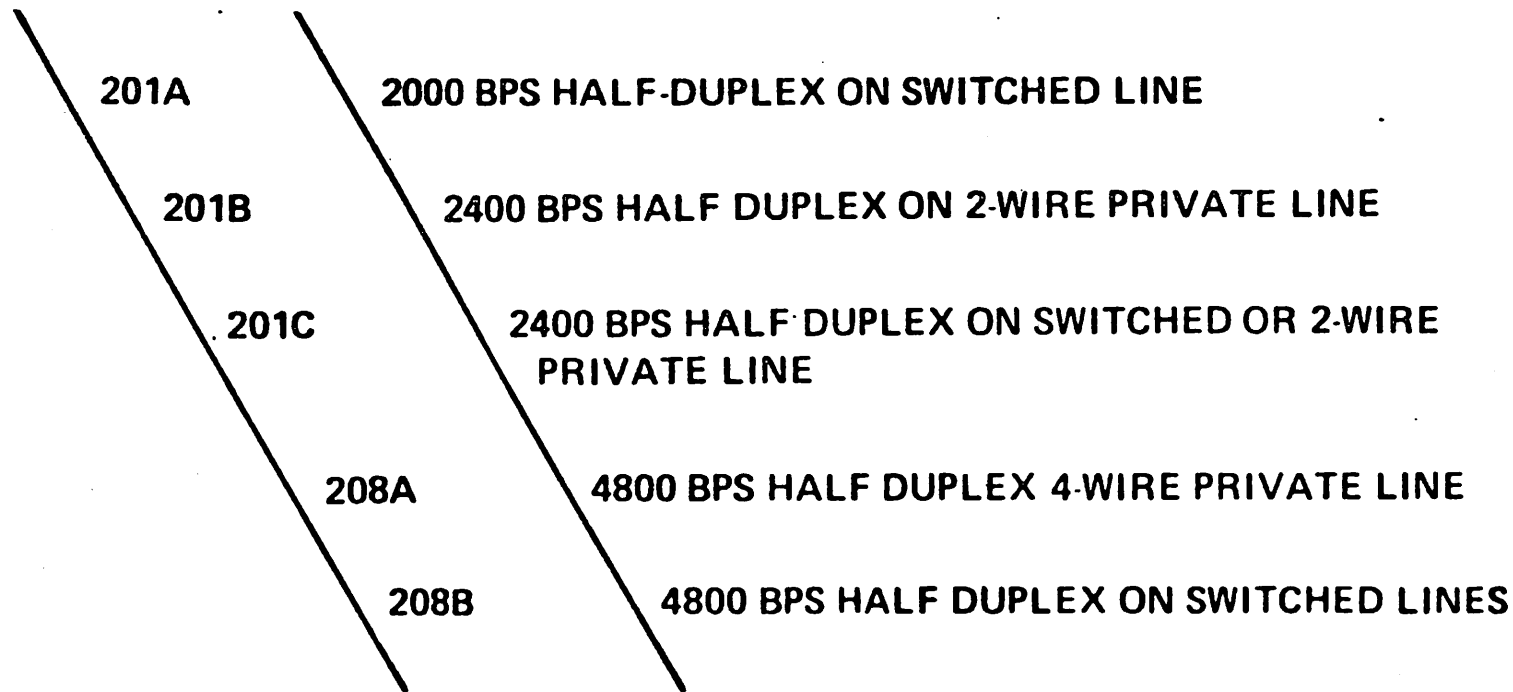 201A 2000 BPS HALF-DUPLEX ON SWITCHED LINE
201B 2400 BPS HALF DUPLEX ON 2-WIRE PRIVATE LINE
201C 2400 BPS HALF DUPLEX ON SWITCHED OR 2-WIRE
PRIVATE LINE
208A 4800 BPS HALF DUPLEX 4-WIRE PRIVATE LINE
208B 4800 BPS HALF DUPLEX ON SWITCHED LINES